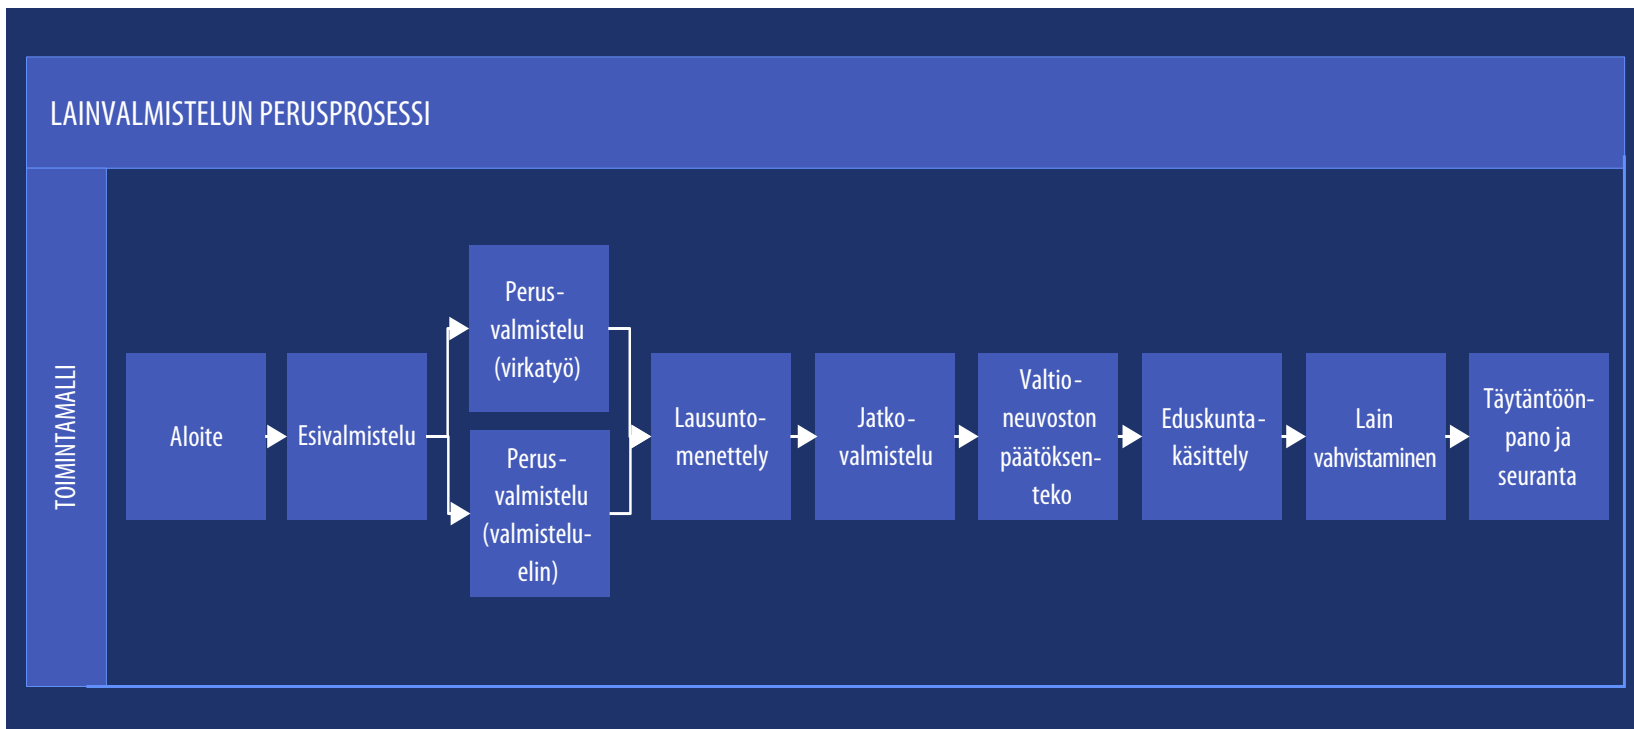 LAINVALMISTELUN PERUSPROSESSI
TOIMINTAMALLI
Aloite
Esivalmistelu
Perus-
valmistelu
(virkatyö)
Perus-
valmistelu
(valmistelu-
elin)
Lausunto-
menettely
Jatko-
valmistelu
Valtio-
neuvoston
päätöksen-
teko
Eduskunta-
käsittely
Lain
vahvistaminen
Täytäntöön-
pano ja
seuranta